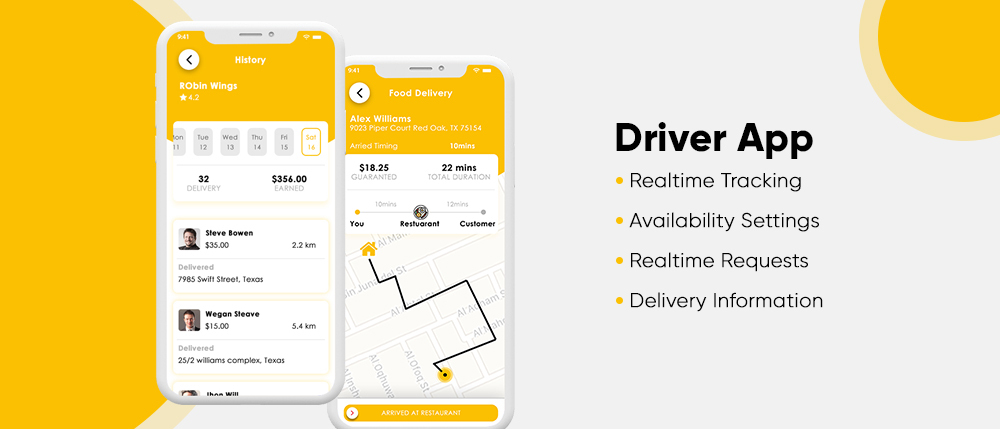 9:41
History
RObin Wings
4.2
Tue Wed Thu Fri Sat
11 12 13 14 15 16
32 $356.00
DELIVERY EARNED
Steve Bowen
$35.00 2.2 km
Delivered
7985 Swift Street, Texas
Wegan Steave
$15.00 5.4 km
Delivered
25/2 williams complex, Texas
Jhon Will
9:41
Food Delivery
Alex Williams
9023 Piper Court Red Oak, TX 75154
Arried Timing 10mins
$18.25 22 mins
GUARANTED TOTAL DURATION
10mins 12mins
You Restuarant Customer
Al Ofoq St
ARRIVED AT RESTAURANT
Driver App
• Realtime Tracking
• Availability Settings
• Realtime Requests
• Delivery Information